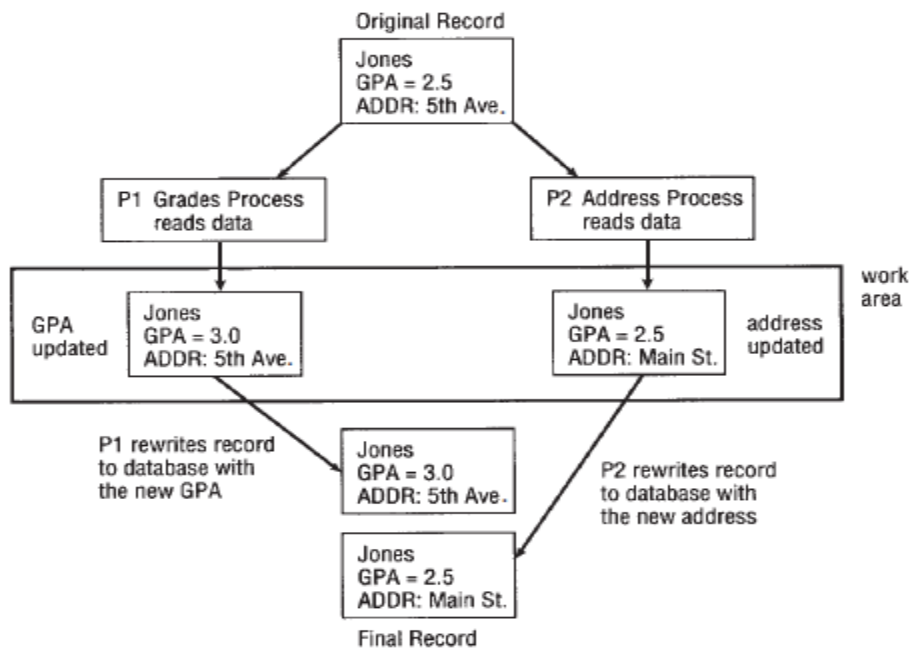 Original Record
Jones
GPA = 2.5
ADDR: 5th Ave.
P1 Grades Process
reads data
P2 Address Process
reads data
work
area
GPA
updated
Jones
GPA = 3.0
ADDR: 5th Ave.
Jones
GPA = 2.5
ADDR: Main St.
address
updated
P1 rewrites record
to database with
the new GPA
Jones
GPA = 3.0
ADDR: 5th Ave.
P2 rewrites record
to database with
the new address
Jones
GPA = 2.5
ADDR: Main St.
Final Record